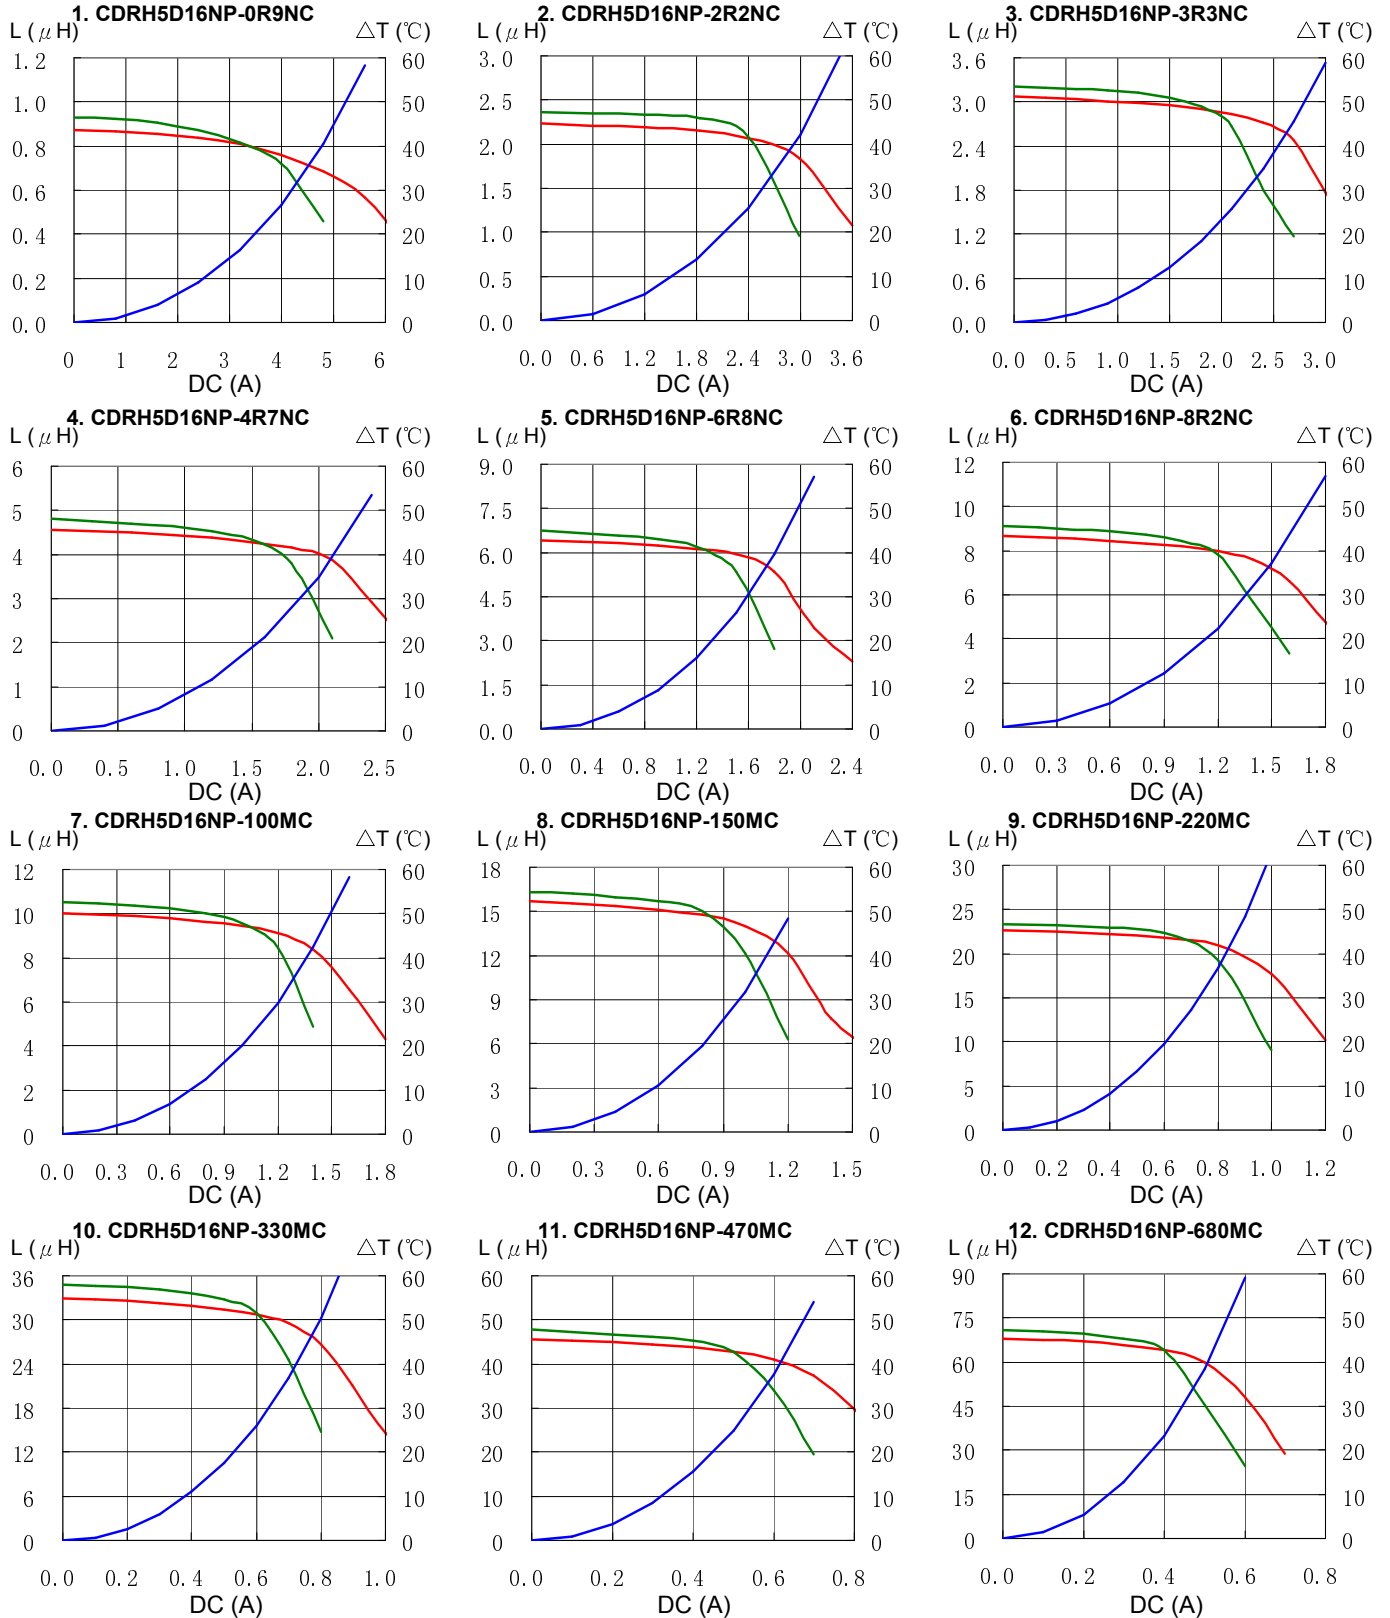 1. CDRH5D16NP-0R9NC
L ( μ H)
△T (℃)
1.2
1.0
0.8
0.6
0.4
0.2
0.0
60
50
40
30
20
10
0
0 1 2 3 4 5 6
DC (A)
2. CDRH5D16NP-2R2NC
L ( μ H)
△T (℃)
3.0
2.5
2.0
1.5
1.0
0.5
0.0
60
50
40
30
20
10
0
0.0 0.6 1.2 1.8 2.4 3.0 3.6
DC (A)
3. CDRH5D16NP-3R3NC
L ( μ H)
△T (℃)
3.6
3.0
2.4
1.8
1.2
0.6
0.0
60
50
40
30
20
10
0
0.0 0.5 1.0 1.5 2.0 2.5 3.0
DC (A)
4. CDRH5D16NP-4R7NC
L ( μ H)
△T (℃)
6
5
4
3
2
1
0
60
50
40
30
20
10
0
0.0 0.5 1.0 1.5 2.0 2.5
DC (A)
5. CDRH5D16NP-6R8NC
L ( μ H)
△T (℃)
9.0
7.5
6.0
4.5
3.0
1.5
0.0
60
50
40
30
20
10
0
0.0 0.4 0.8 1.2 1.6 2.0 2.4
DC (A)
6. CDRH5D16NP-8R2NC
L ( μ H)
△T (℃)
12
10
8
6
4
2
0
60
50
40
30
20
10
0
0.0 0.3 0.6 0.9 1.2 1.5 1.8
DC (A)
7. CDRH5D16NP-100MC
L ( μ H)
△T (℃)
12
10
8
6
4
2
0
60
50
40
30
20
10
0
0.0 0.3 0.6 0.9 1.2 1.5 1.8
DC (A)
8. CDRH5D16NP-150MC
L ( μ H)
△T (℃)
18
15
12
9
6
3
0
60
50
40
30
20
10
0
0.0 0.3 0.6 0.9 1.2 1.5
DC (A)
9. CDRH5D16NP-220MC
L ( μ H)
△T (℃)
30
25
20
15
10
5
0
60
50
40
30
20
10
0
0.0 0.2 0.4 0.6 0.8 1.0 1.2
DC (A)
10. CDRH5D16NP-330MC
L ( μ H)
△T (℃)
36
30
24
18
12
6
0
60
50
40
30
20
10
0
0.0 0.2 0.4 0.6 0.8 1.0
DC (A)
11. CDRH5D16NP-470MC
L ( μ H)
△T (℃)
60
50
40
30
20
10
0
60
50
40
30
20
10
0
0.0 0.2 0.4 0.6 0.8
DC (A)
12. CDRH5D16NP-680MC
L ( μ H)
△T (℃)
90
75
60
45
30
15
0
60
50
40
30
20
10
0
0.0 0.2 0.4 0.6 0.8
DC (A)